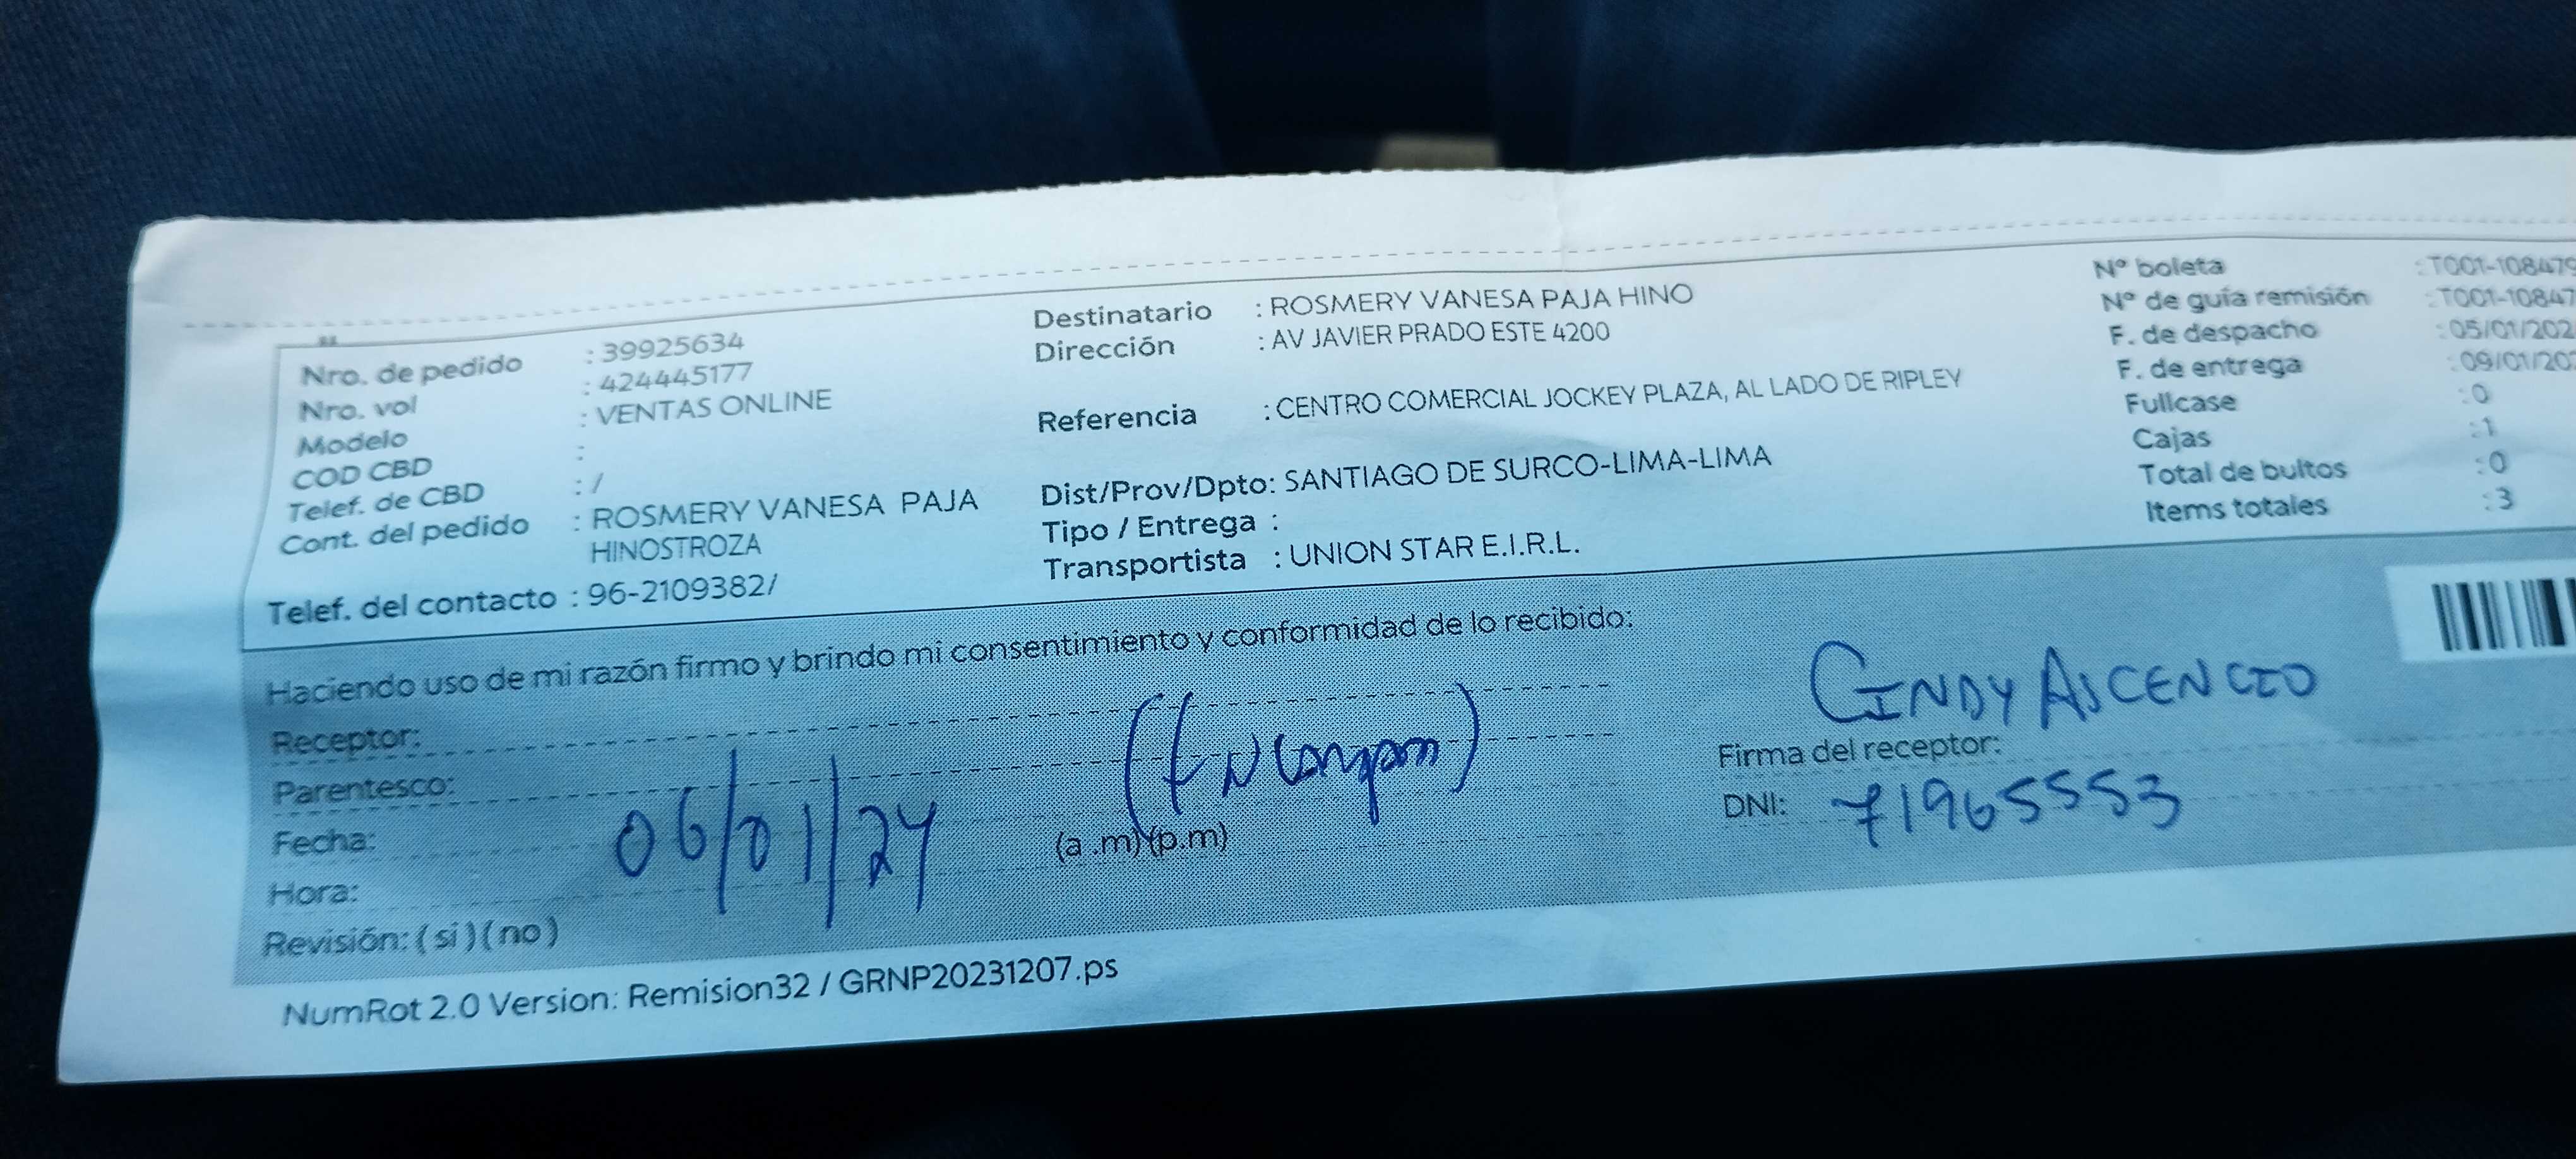 Nro. de pedido : 39925634
Nro. vol : 424445177
Modelo : VENTAS ONLINE
COD CBD :
Telef. de CBD : /
Cont. del pedido : ROSMERY VANESA PAJA
HINOSTROZA
Telef. del contacto : 96-2109382/
Destinatario : ROSMERY VANESA PAJA HINO
Dirección : AV JAVIER PRADO ESTE 4200
Referencia : CENTRO COMERCIAL JOCKEY PLAZA, AL LADO DE RIPLEY
Dist/Prov/Dpto: SANTIAGO DE SURCO-LIMA-LIMA
Tipo / Entrega :
Transportista : UNION STAR E.I.R.L.
Nº boleta : T001-108479
Nº de guía remisión : T001-10847
F. de despacho : 05/01/202
F. de entrega : 09/01/20
Fullcase : 0
Cajas : 1
Total de bultos : 0
Items totales : 3
Haciendo uso de mi razón firmo y brindo mi consentimiento y conformidad de lo recibido:
Receptor:
Parentesco:
Fecha: 06/01/24
Hora: (a .m)(p.m)
Revisión: (si)(no)
CINDY ASCENCIO
Firma del receptor:
DNI: 71965553
NumRot 2.0 Version: Remision32 / GRNP20231207.ps